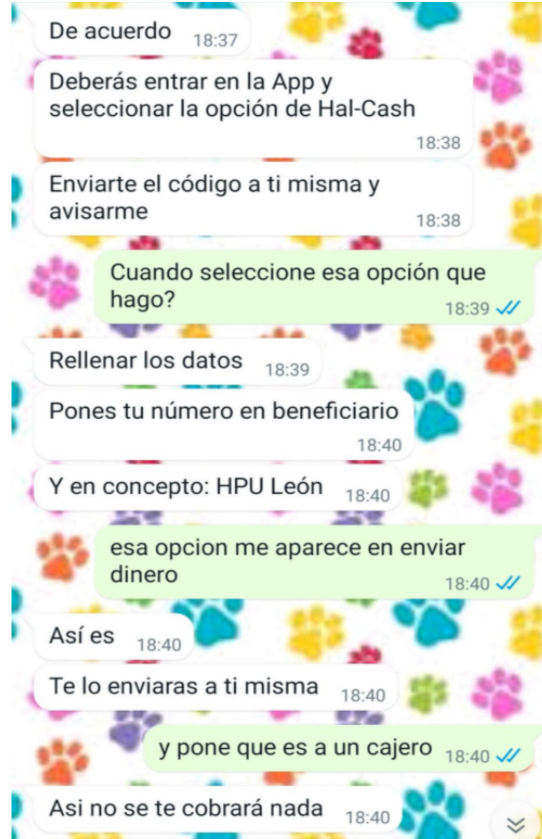 De acuerdo 18:37
Deberás entrar en la App y
seleccionar la opción de Hal-Cash
18:38
Enviarte el código a ti misma y
avisarme
18:38
Cuando seleccione esa opción que
hago?
18:39
Rellenar los datos 18:39
Pones tu número en beneficiario
18:40
Y en concepto: HPU León 18:40
esa opcion me aparece en enviar
dinero
18:40
Así es 18:40
Te lo enviaras a ti misma 18:40
y pone que es a un cajero 18:40
Asi no se te cobrará nada 18:40